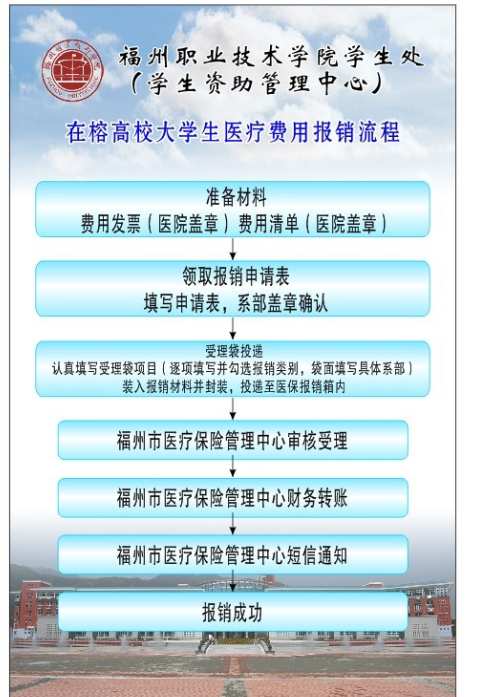 福州职业技术学院学生处
（学生资助管理中心）
在榕高校大学生医疗费用报销流程
准备材料
费用发票（医院盖章）费用清单（医院盖章）
领取报销申请表
填写申请表，系部盖章确认
受理袋投递
认真填写受理袋项目（逐项填写并勾选报销类别，袋面填写具体系部）
装入报销材料并封装，投递至医保报销箱内
福州市医疗保险管理中心审核受理
福州市医疗保险管理中心财务转账
福州市医疗保险管理中心短信通知
报销成功